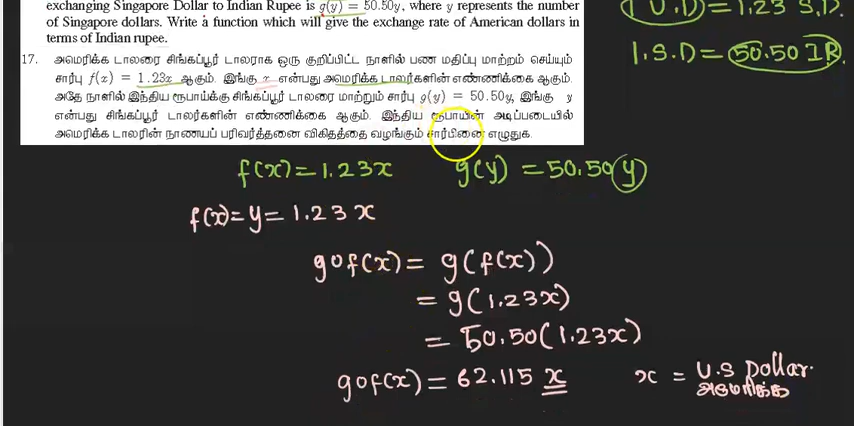 exchanging Singapore Dollar to Indian Rupee is g(y) = 50.50y, where y represents the number
of Singapore dollars. Write a function which will give the exchange rate of American dollars in
terms of Indian rupee.
17. அமெரிக்க டாலரை சிங்கப்பூர் டாலராக ஒரு குறிப்பிட்ட நாளில் பண மதிப்பு மாற்றம் செய்யும்
சார்பு f(x) = 1.23x ஆகும். இங்கு x என்பது அமெரிக்க டாலர்களின் எண்ணிக்கை ஆகும்.
அதே நாளில் இந்திய ரூபாய்க்கு சிங்கப்பூர் டாலரை மாற்றும் சார்பு g(y) = 50.50y, இங்கு y
என்பது சிங்கப்பூர் டாலர்களின் எண்ணிக்கை ஆகும். இந்திய ரூபாயின் அடிப்படையில்
அமெரிக்க டாலரின் நாணயப் பரிவர்த்தனை விகிதத்தை வழங்கும் சார்பினை எழுதுக.
1 U.D) = 1.23 S.D.
1.S.D = 50.50 IR.
f(x) = 1.23x g(y) = 50.50(y)
f(x) = y = 1.23x
gof(x) = g(f(x))
= g(1.23x)
= 50.50(1.23x)
gof(x) = 62.115 x x = U.S Dollar.
அமெரிக்க